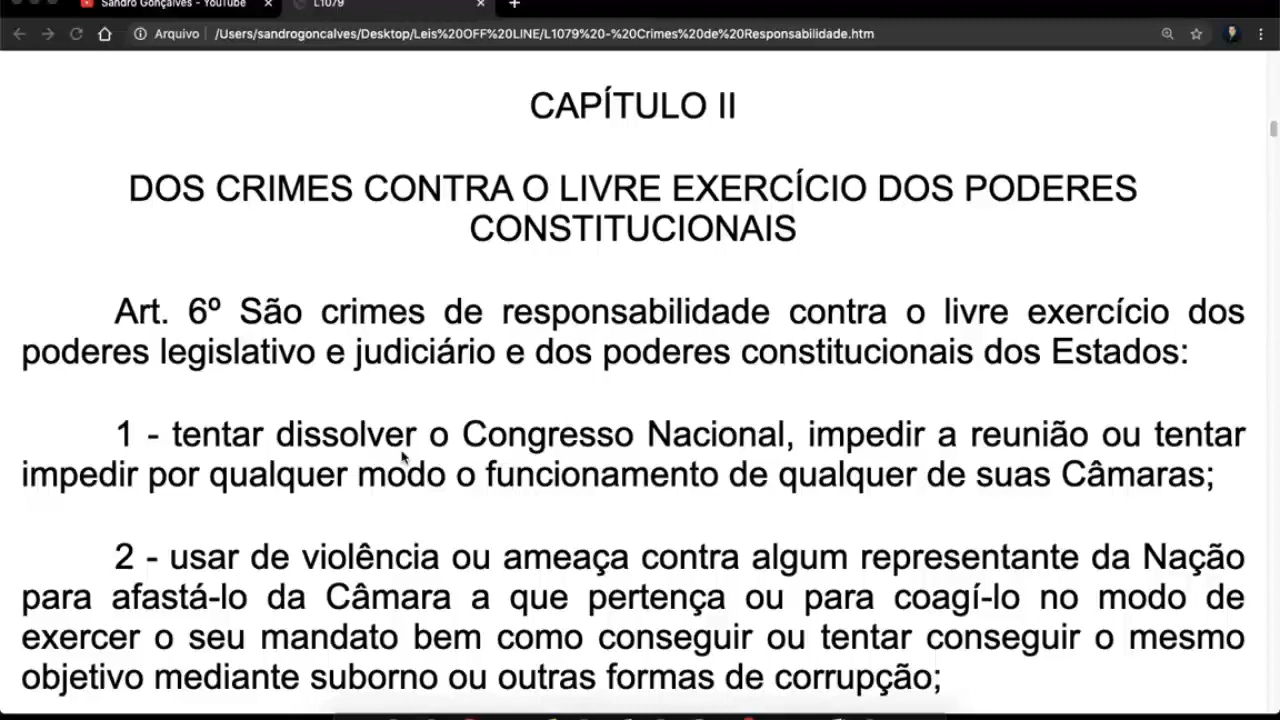 Sandro Gonçalves - YouTube
L1079
Arquivo
/Users/sandrogoncalves/Desktop/Leis%20OFF%20LINE/L1079%20-%20Crimes%20de%20Responsabilidade.htm
CAPÍTULO II
DOS CRIMES CONTRA O LIVRE EXERCÍCIO DOS PODERES
CONSTITUCIONAIS
Art. 6º São crimes de responsabilidade contra o livre exercício dos
poderes legislativo e judiciário e dos poderes constitucionais dos Estados:
1 - tentar dissolver o Congresso Nacional, impedir a reunião ou tentar
impedir por qualquer modo o funcionamento de qualquer de suas Câmaras;
2 - usar de violência ou ameaça contra algum representante da Nação
para afastá-lo da Câmara a que pertença ou para coagí-lo no modo de
exercer o seu mandato bem como conseguir ou tentar conseguir o mesmo
objetivo mediante suborno ou outras formas de corrupção;